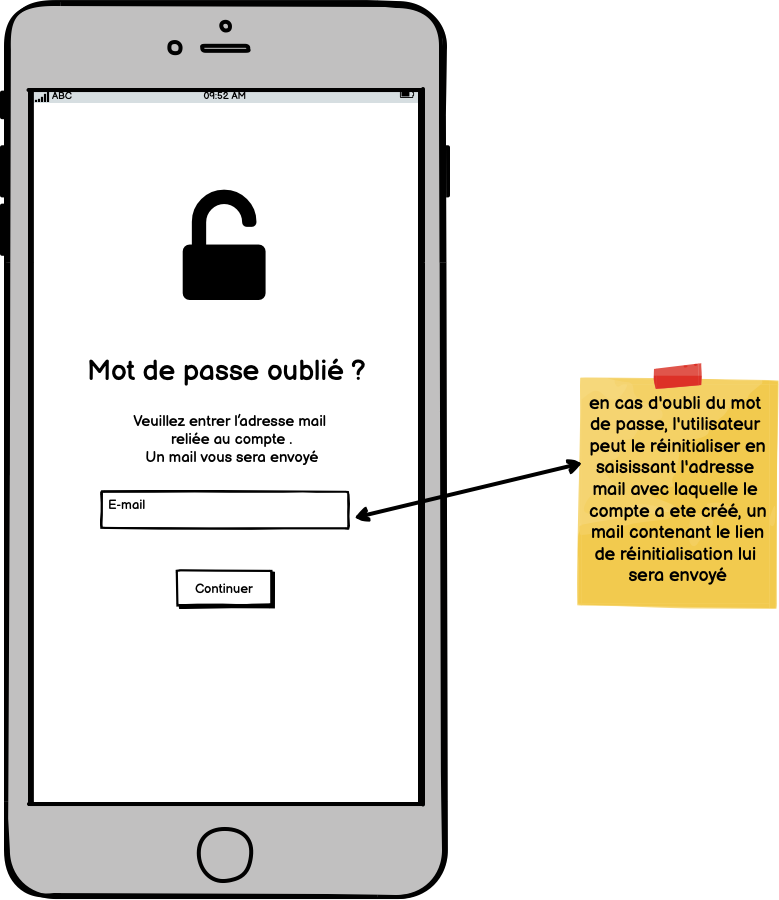 ABC
09:52 AM
Mot de passe oublié ?
Veuillez entrer l'adresse mail
reliée au compte .
Un mail vous sera envoyé
E-mail
Continuer
en cas d'oubli du mot
de passe, l'utilisateur
peut le réinitialiser en
saisissant l'adresse
mail avec laquelle le
compte a ete créé, un
mail contenant le lien
de réinitialisation lui
sera envoyé